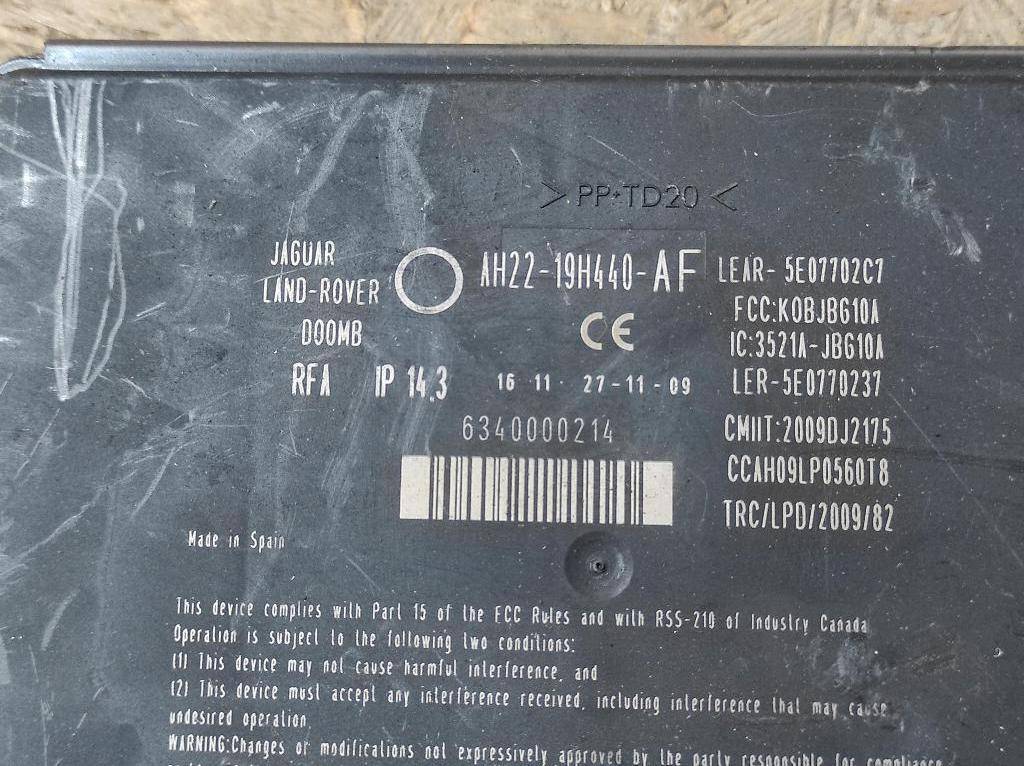 > PP+TD20 <
JAGUAR
LAND-ROVER
DOOMB
RFA IP 14.3
AH22-19H440-AF
CE
16 11 · 27-11-09
6340000214
LEAR- 5E07702C7
FCC:KOBJBG10A
IC:3521A-JBG10A
LER-5E0770237
CMIIT:2009DJ2175
CCAH09LP0560T8
TRC/LPD/2009/82
Made in Spain
This device complies with Part 15 of the FCC Rules and with RSS-210 of Industry Canada
Operation is subject to the following two conditions:
(1) This device may not cause harmful interference, and
(2) This device must accept any interference received, including interference that may cause
undesired operation.
WARNING:Changes or modifications not expressively approved by the party responsible for compliance